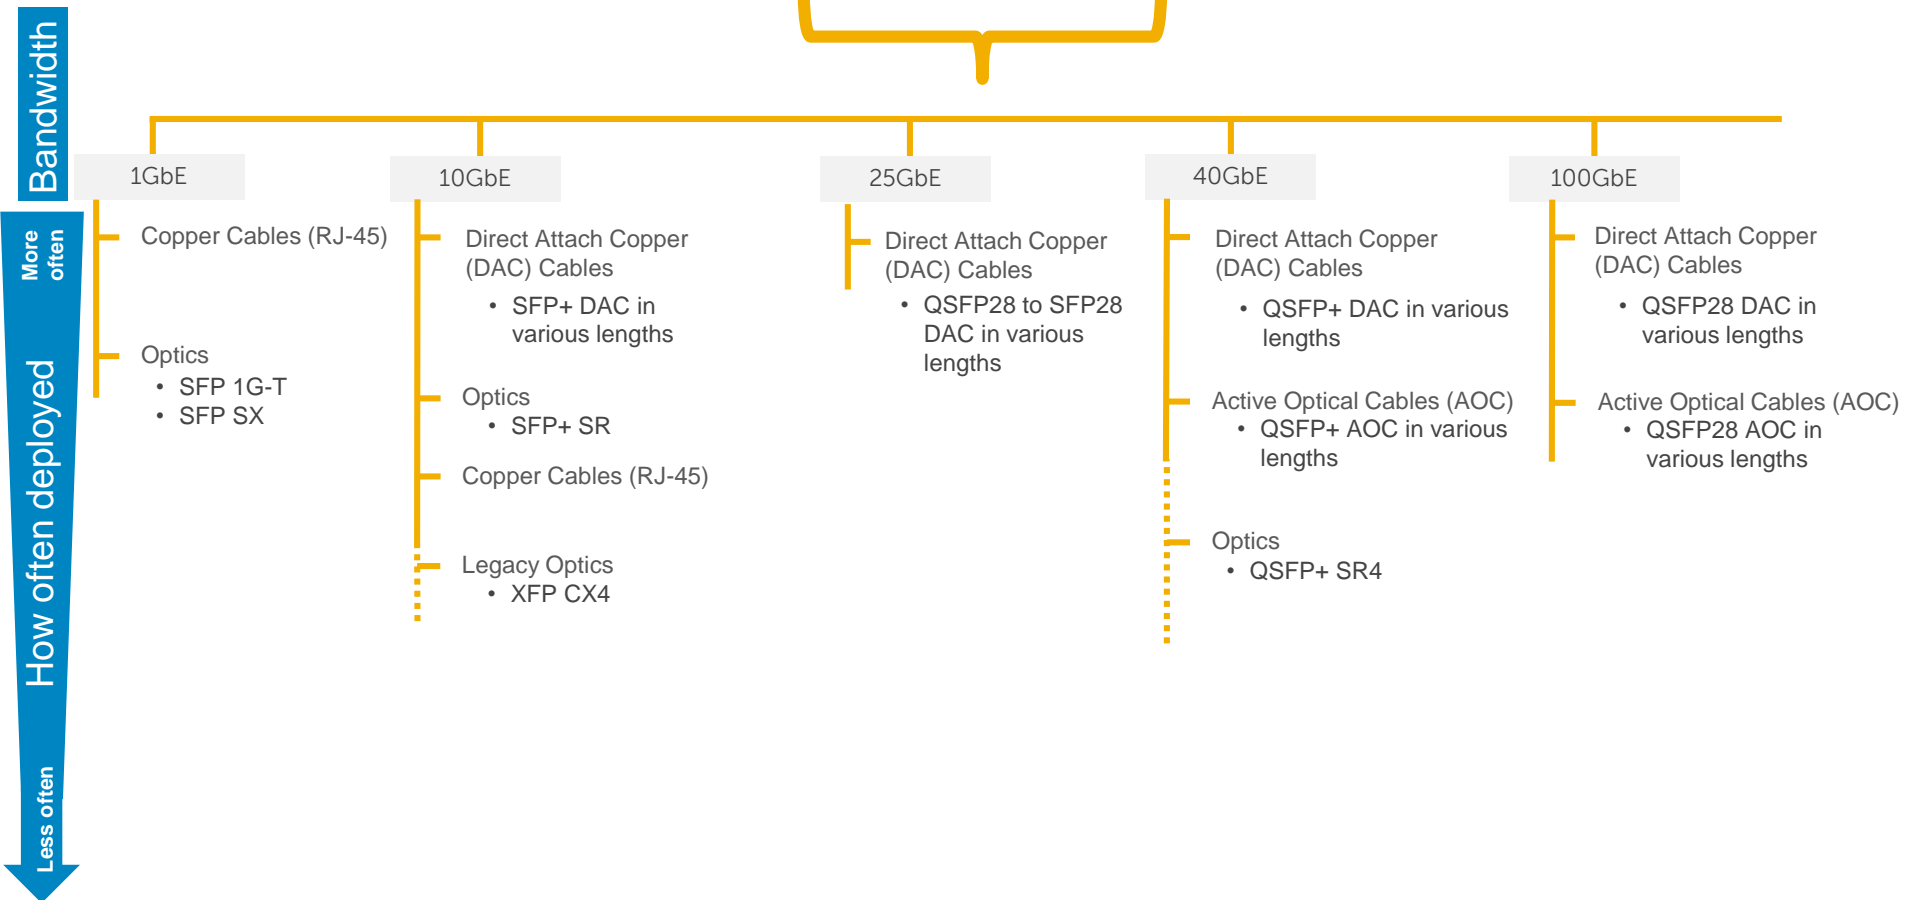 Bandwidth
More
often
How often deployed
Less often
1GbE
Copper Cables (RJ-45)
Optics
• SFP 1G-T
• SFP SX
10GbE
Direct Attach Copper
(DAC) Cables
• SFP+ DAC in
various lengths
Optics
• SFP+ SR
Copper Cables (RJ-45)
Legacy Optics
• XFP CX4
25GbE
Direct Attach Copper
(DAC) Cables
• QSFP28 to SFP28
DAC in various
lengths
40GbE
Direct Attach Copper
(DAC) Cables
• QSFP+ DAC in various
lengths
Active Optical Cables (AOC)
• QSFP+ AOC in various
lengths
Optics
• QSFP+ SR4
100GbE
Direct Attach Copper
(DAC) Cables
• QSFP28 DAC in
various lengths
Active Optical Cables (AOC)
• QSFP28 AOC in
various lengths